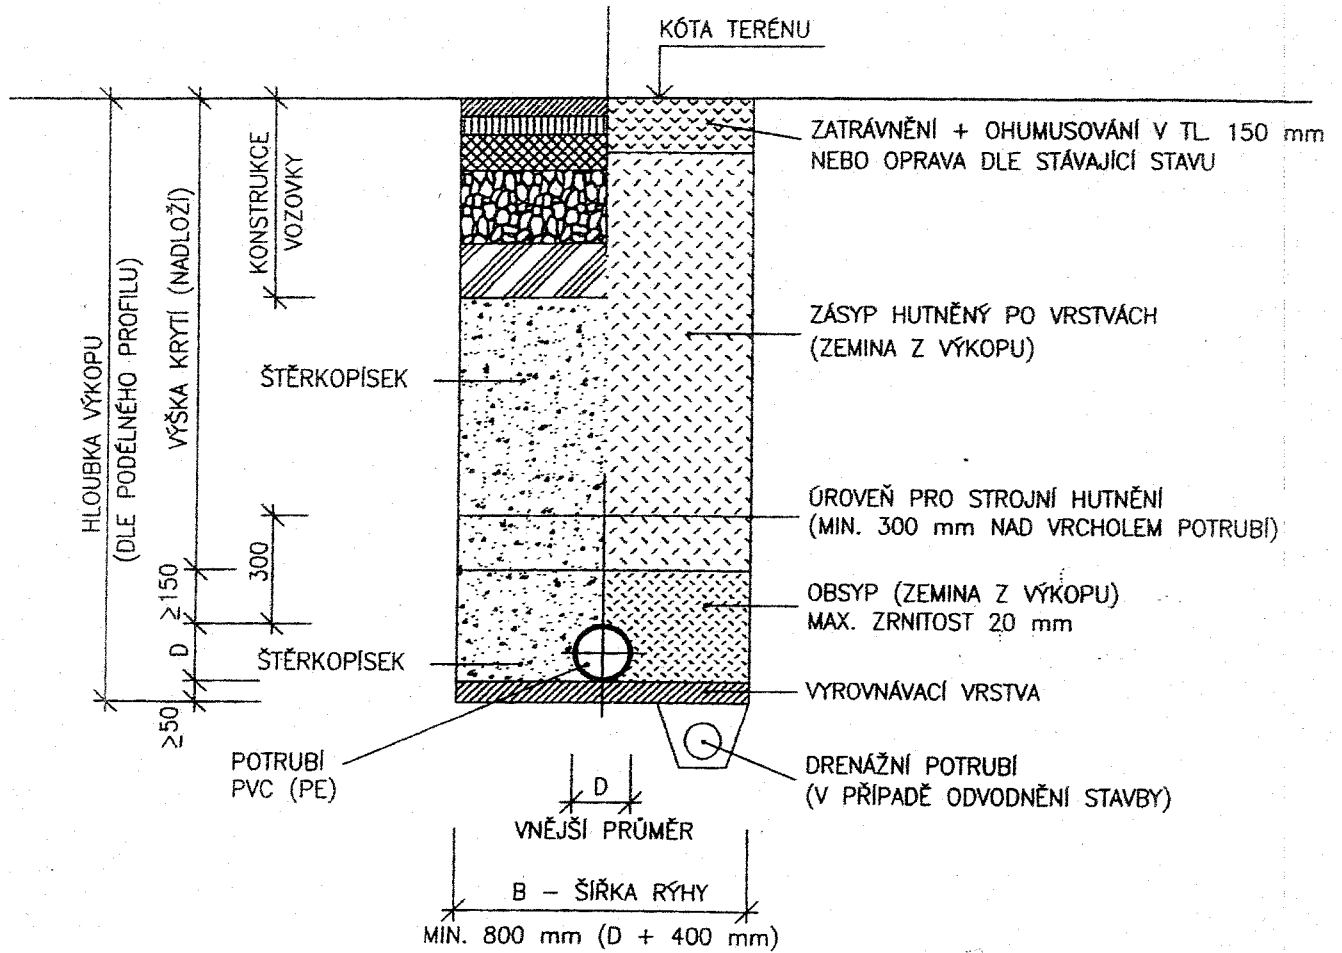 KÓTA TERÉNU
ZATRÁVNĚNÍ + OHUMUSOVÁNÍ V TL. 150 mm
NEBO OPRAVA DLE STÁVAJÍCÍ STAVU
KONSTRUKCE
VOZOVKY
HLOUBKA VÝKOPU
(DLE PODÉLNÉHO PROFILU)
VÝŠKA KRYTÍ (NADLOŽÍ)
ZÁSYP HUTNĚNÝ PO VRSTVÁCH
(ZEMINA Z VÝKOPU)
ŠTĚRKOPÍSEK
ÚROVEŇ PRO STROJNÍ HUTNĚNÍ
(MIN. 300 mm NAD VRCHOLEM POTRUBÍ)
300
≥150
D
≥50
OBSYP (ZEMINA Z VÝKOPU)
MAX. ZRNITOST 20 mm
ŠTĚRKOPÍSEK
VYROVNÁVACÍ VRSTVA
POTRUBÍ
PVC (PE)
DRENÁŽNÍ POTRUBÍ
(V PŘÍPADĚ ODVODNĚNÍ STAVBY)
D
VNĚJŠÍ PRŮMĚR
B – ŠÍŘKA RÝHY
MIN. 800 mm (D + 400 mm)